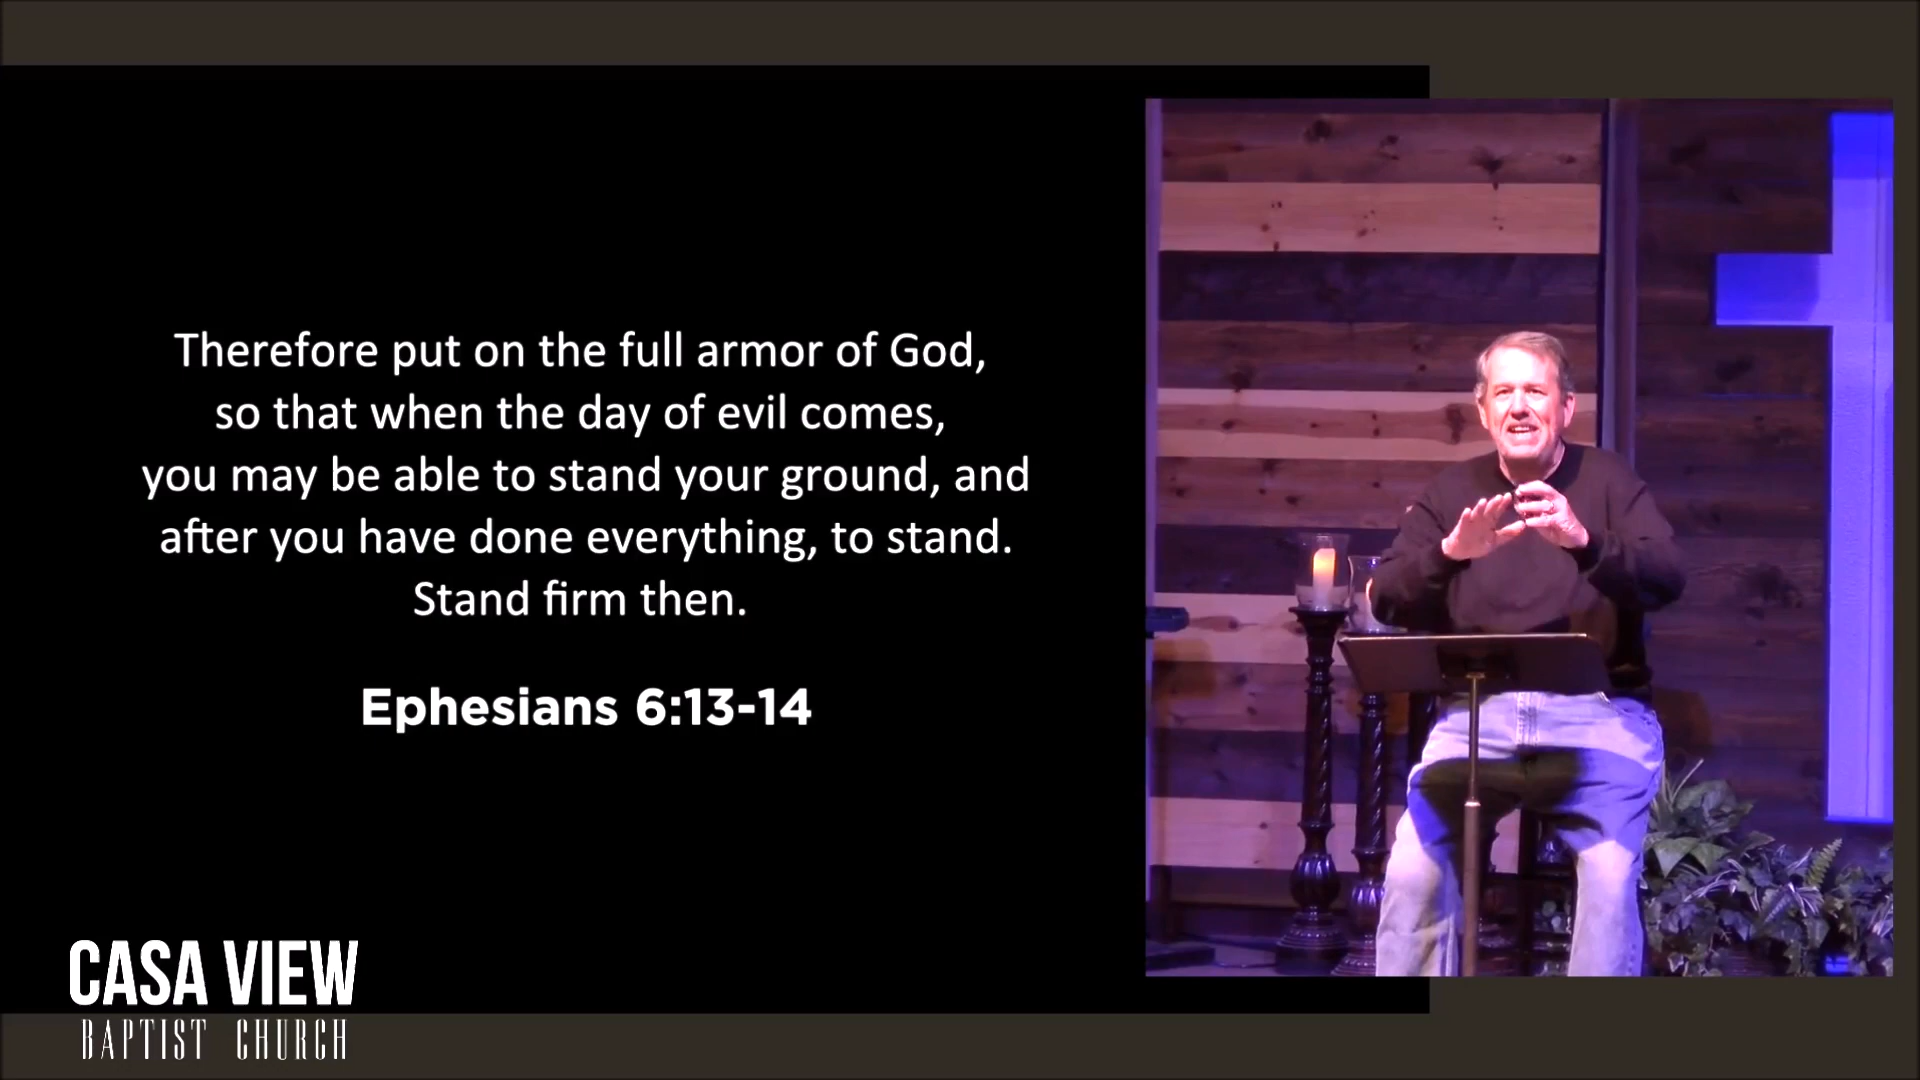 Therefore put on the full armor of God,
so that when the day of evil comes,
you may be able to stand your ground, and
after you have done everything, to stand.
Stand firm then.
Ephesians 6:13-14
CASA VIEW
BAPTIST CHURCH